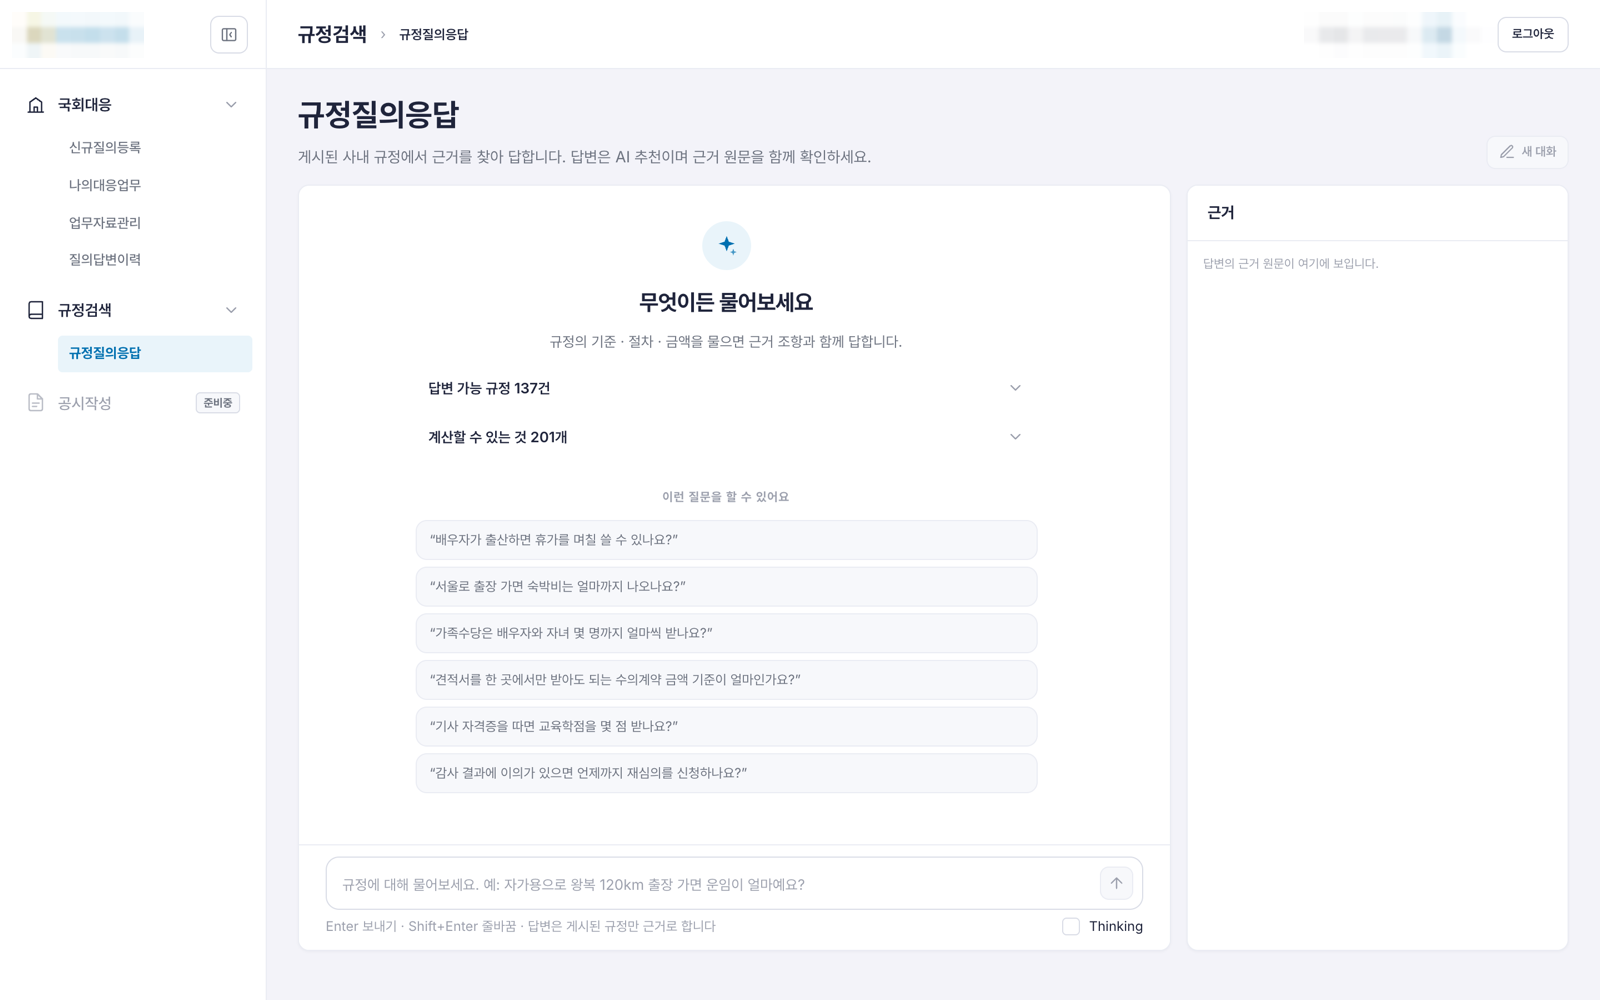 규정검색 › 규정질의응답
로그아웃
국회대응
신규질의등록
나의대응업무
업무자료관리
질의답변이력
규정검색
규정질의응답
공시작성 준비중
규정질의응답
게시된 사내 규정에서 근거를 찾아 답합니다. 답변은 AI 추천이며 근거 원문을 함께 확인하세요.
새 대화
무엇이든 물어보세요
규정의 기준 · 절차 · 금액을 물으면 근거 조항과 함께 답합니다.
답변 가능 규정 137건
계산할 수 있는 것 201개
이런 질문을 할 수 있어요
“배우자가 출산하면 휴가를 며칠 쓸 수 있나요?”
“서울로 출장 가면 숙박비는 얼마까지 나오나요?”
“가족수당은 배우자와 자녀 몇 명까지 얼마씩 받나요?”
“견적서를 한 곳에서만 받아도 되는 수의계약 금액 기준이 얼마인가요?”
“기사 자격증을 따면 교육학점을 몇 점 받나요?”
“감사 결과에 이의가 있으면 언제까지 재심의를 신청하나요?”
규정에 대해 물어보세요. 예: 자가용으로 왕복 120km 출장 가면 운임이 얼마예요?
Enter 보내기 · Shift+Enter 줄바꿈 · 답변은 게시된 규정만 근거로 합니다
Thinking
근거
답변의 근거 원문이 여기에 보입니다.